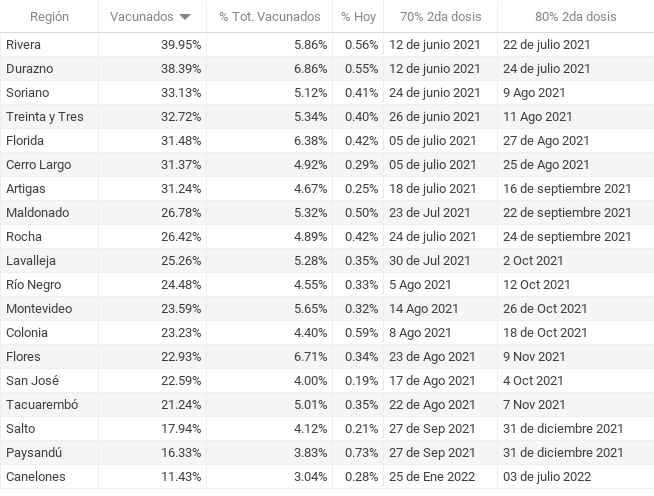 Región Vacunados % Tot. Vacunados % Hoy 70% 2da dosis 80% 2da dosis
Rivera 39.95% 5.86% 0.56% 12 de junio 2021 22 de julio 2021
Durazno 38.39% 6.86% 0.55% 12 de junio 2021 24 de julio 2021
Soriano 33.13% 5.12% 0.41% 24 de junio 2021 9 Ago 2021
Treinta y Tres 32.72% 5.34% 0.40% 26 de junio 2021 11 Ago 2021
Florida 31.48% 6.38% 0.42% 05 de julio 2021 27 de Ago 2021
Cerro Largo 31.37% 4.92% 0.29% 05 de julio 2021 25 de Ago 2021
Artigas 31.24% 4.67% 0.25% 18 de julio 2021 16 de septiembre 2021
Maldonado 26.78% 5.32% 0.50% 23 de Jul 2021 22 de septiembre 2021
Rocha 26.42% 4.89% 0.42% 24 de julio 2021 24 de septiembre 2021
Lavalleja 25.26% 5.28% 0.35% 30 de Jul 2021 2 Oct 2021
Río Negro 24.48% 4.55% 0.33% 5 Ago 2021 12 Oct 2021
Montevideo 23.59% 5.65% 0.32% 14 Ago 2021 26 de Oct 2021
Colonia 23.23% 4.40% 0.59% 8 Ago 2021 18 de Oct 2021
Flores 22.93% 6.71% 0.34% 23 de Ago 2021 9 Nov 2021
San José 22.59% 4.00% 0.19% 17 de Ago 2021 4 Oct 2021
Tacuarembó 21.24% 5.01% 0.35% 22 de Ago 2021 7 Nov 2021
Salto 17.94% 4.12% 0.21% 27 de Sep 2021 31 de diciembre 2021
Paysandú 16.33% 3.83% 0.73% 27 de Sep 2021 31 de diciembre 2021
Canelones 11.43% 3.04% 0.28% 25 de Ene 2022 03 de julio 2022